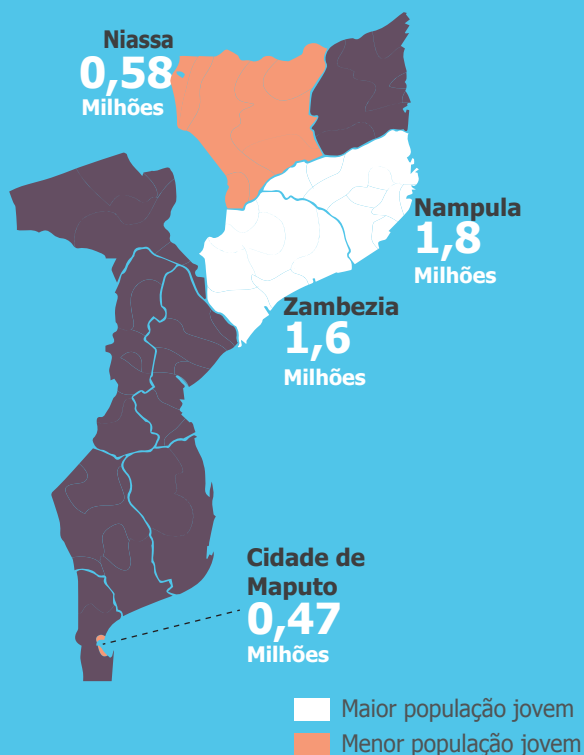 Niassa
0,58
Milhões
Nampula
1,8
Milhões
Zambezia
1,6
Milhões
Cidade de
Maputo
0,47
Milhões
Maior população jovem
Menor população jovem